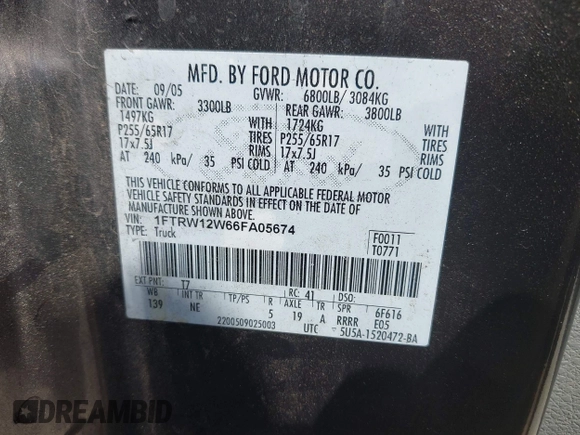 MFD. BY FORD MOTOR CO.
DATE: 09/05 GVWR: 6800LB/ 3084KG
FRONT GAWR: 3300LB REAR GAWR: 3800LB
1497KG WITH 1724KG WITH
P255/65R17 TIRES P255/65R17 TIRES
17x7.5J RIMS 17x7.5J RIMS
AT 240 kPa/ 35 PSI COLD AT 240 kPa/ 35 PSI COLD
THIS VEHICLE CONFORMS TO ALL APPLICABLE FEDERAL MOTOR
VEHICLE SAFETY STANDARDS IN EFFECT ON THE DATE OF
MANUFACTURE SHOWN ABOVE.
VIN: 1FTRW12W66FA05674
TYPE: Truck
F0011
T0771
EXT PNT: T7 RC: 41 DSO:
WB INT TR TP/PS R AXLE TR SPR 6F616
139 NE 5 19 A RRRR E05
2200509025003 UTC 5U5A-1520472-BA
DREAMBID